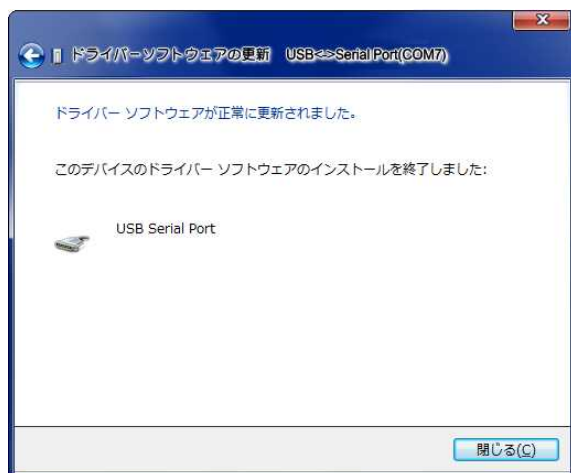 ドライバーソフトウェアの更新 USB<=>Serial Port(COM7)
ドライバー ソフトウェアが正常に更新されました。
このデバイスのドライバー ソフトウェアのインストールを終了しました:
USB Serial Port
閉じる(C)